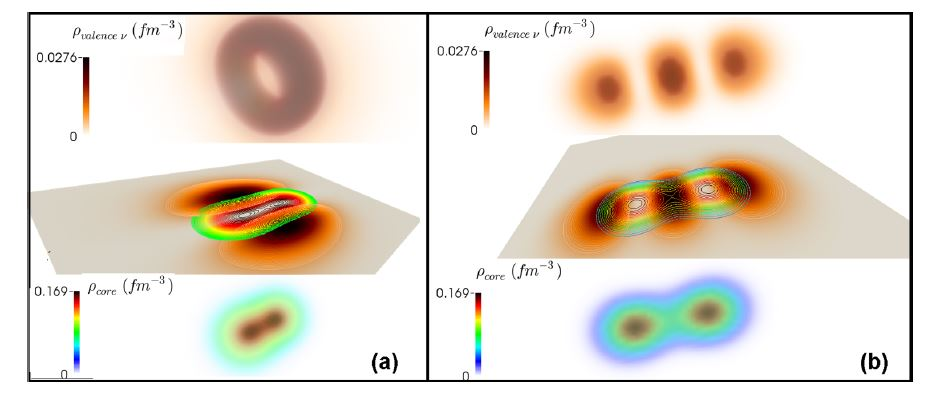 ρvalence ν (fm⁻³)
0.0276
0
0.169
ρcore (fm⁻³)
0
(a)
ρvalence ν (fm⁻³)
0.0276
0
ρcore (fm⁻³)
0.169
0
(b)